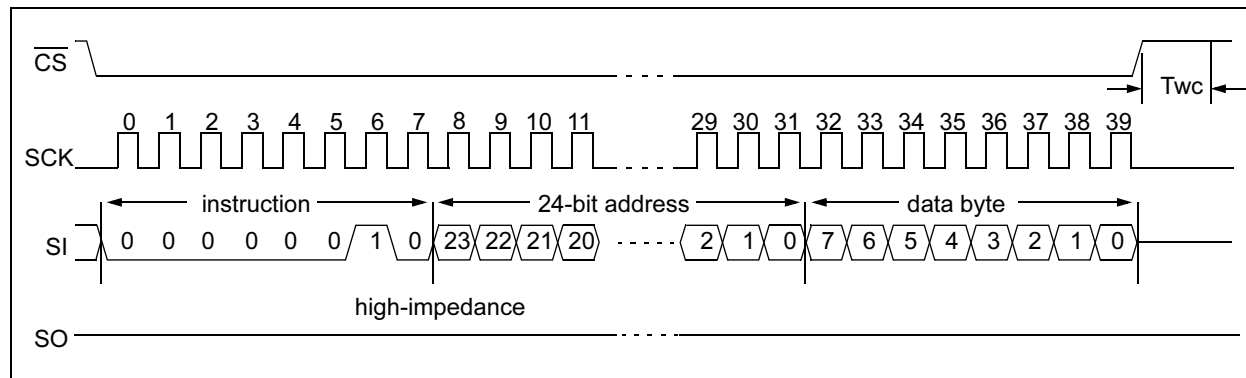 CS
Twc
0 1 2 3 4 5 6 7 8 9 10 11 29 30 31 32 33 34 35 36 37 38 39
SCK
instruction 24-bit address data byte
SI 0 0 0 0 0 0 1 0 23 22 21 20 2 1 0 7 6 5 4 3 2 1 0
high-impedance
SO